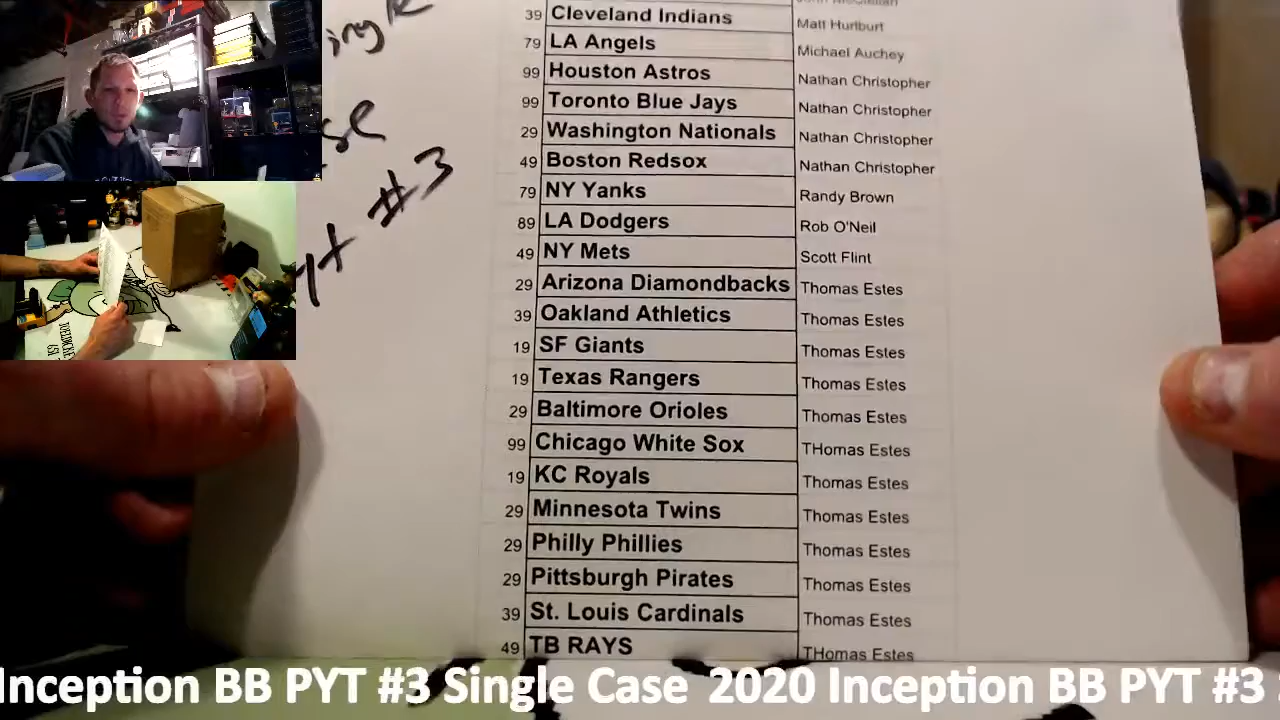 39 Cleveland Indians Matt Hurlburt
79 LA Angels Michael Auchey
99 Houston Astros Nathan Christopher
99 Toronto Blue Jays Nathan Christopher
29 Washington Nationals Nathan Christopher
49 Boston Redsox Nathan Christopher
79 NY Yanks Randy Brown
89 LA Dodgers Rob O'Neil
49 NY Mets Scott Flint
29 Arizona Diamondbacks Thomas Estes
39 Oakland Athletics Thomas Estes
19 SF Giants Thomas Estes
19 Texas Rangers Thomas Estes
29 Baltimore Orioles Thomas Estes
99 Chicago White Sox THomas Estes
19 KC Royals Thomas Estes
29 Minnesota Twins Thomas Estes
29 Philly Phillies Thomas Estes
29 Pittsburgh Pirates Thomas Estes
39 St. Louis Cardinals Thomas Estes
49 TB RAYS THomas Estes
#3
Inception BB PYT #3 Single Case 2020 Inception BB PYT #3